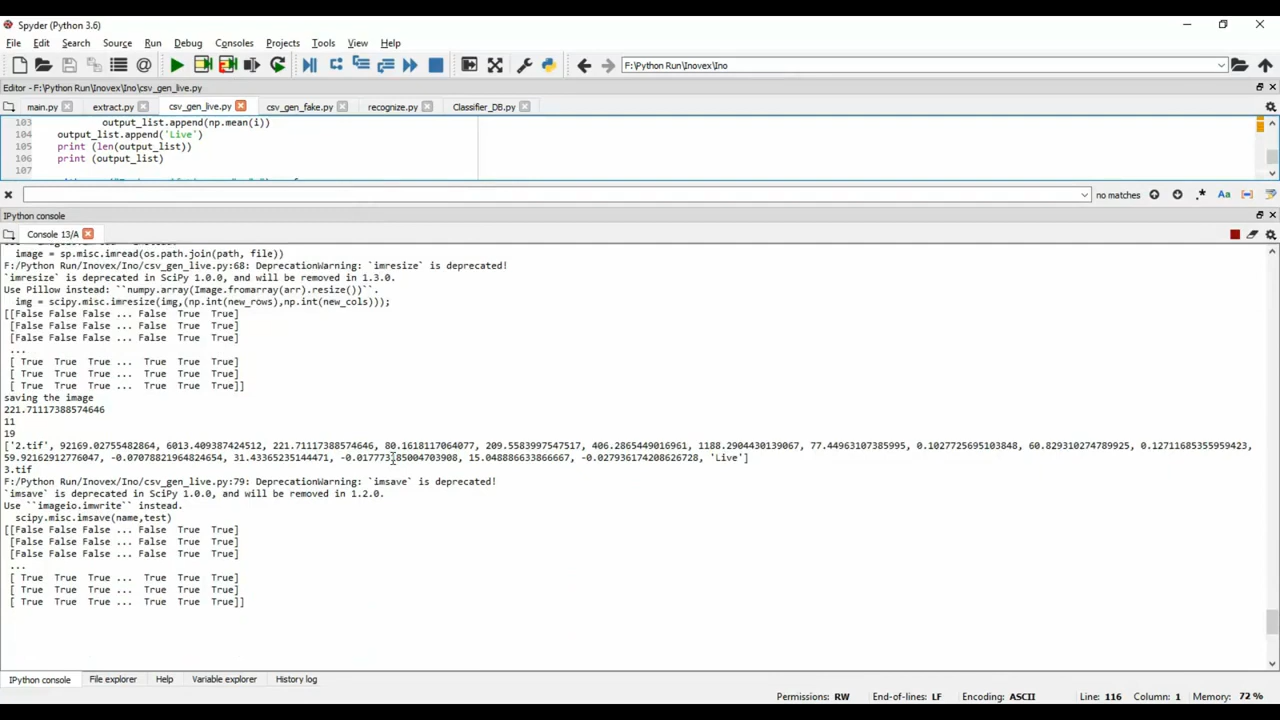 Spyder (Python 3.6)
File Edit Search Source Run Debug Consoles Projects Tools View Help
F:\Python Run\Inovex\Ino
Editor - F:\Python Run\Inovex\Ino\csv_gen_live.py
main.py extract.py csv_gen_live.py csv_gen_fake.py recognize.py Classifier_DB.py
103 output_list.append(np.mean(i))
104 output_list.append('Live')
105 print (len(output_list))
106 print (output_list)
107
no matches
IPython console
Console 13/A
image = sp.misc.imread(os.path.join(path, file))
F:/Python Run/Inovex/Ino/csv_gen_live.py:68: DeprecationWarning: `imresize` is deprecated!
`imresize` is deprecated in SciPy 1.0.0, and will be removed in 1.3.0.
Use Pillow instead: ``numpy.array(Image.fromarray(arr).resize())``.
img = scipy.misc.imresize(img,(np.int(new_rows),np.int(new_cols)));
[[False False False ... False True True]
[False False False ... False True True]
[False False False ... False True True]
...
[ True True True ... True True True]
[ True True True ... True True True]
[ True True True ... True True True]]
saving the image
221.71117388574646
11
19
['2.tif', 92169.02755482864, 6013.409387424512, 221.71117388574646, 80.1618117064077, 209.5583997547517, 406.2865449016961, 1188.2904430139067, 77.44963107385995, 0.1027725695103848, 60.829310274789925, 0.12711685355959423,
59.92162912776047, -0.07078821964824654, 31.43365235144471, -0.017773185004703908, 15.048886633866667, -0.027936174208626728, 'Live']
3.tif
F:/Python Run/Inovex/Ino/csv_gen_live.py:79: DeprecationWarning: `imsave` is deprecated!
`imsave` is deprecated in SciPy 1.0.0, and will be removed in 1.2.0.
Use ``imageio.imwrite`` instead.
scipy.misc.imsave(name,test)
[[False False False ... False True True]
[False False False ... False True True]
[False False False ... False True True]
...
[ True True True ... True True True]
[ True True True ... True True True]
[ True True True ... True True True]]
IPython console File explorer Help Variable explorer History log
Permissions: RW End-of-lines: LF Encoding: ASCII Line: 116 Column: 1 Memory: 72 %